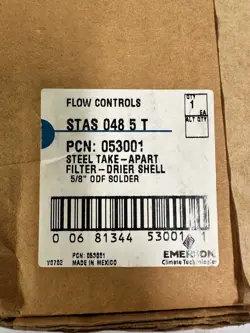 FLOW CONTROLS
QTY
1
EA
ALT QTY
STAS 048 5 T
PCN: 053001
STEEL TAKE-APART
FILTER-DRIER SHELL
5/8" ODF SOLDER
0 06 81344 53001 1
PCN: 053001
V0702 MADE IN MEXICO
EMERSON
Climate Technologies